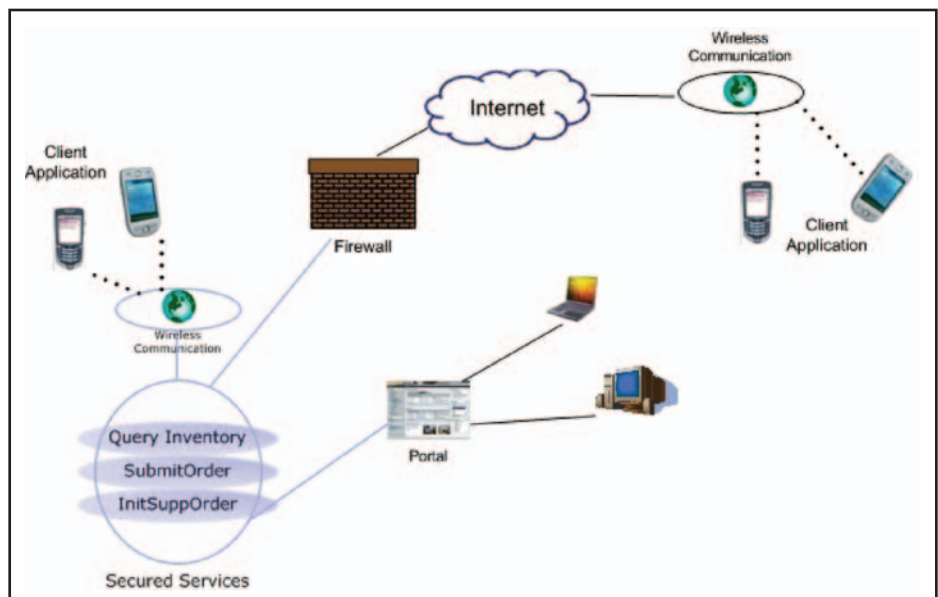 Wireless
Communication
Internet
Client
Application
Firewall
Client
Application
Wireless
Communication
Query Inventory
SubmitOrder
InitSuppOrder
Portal
Secured Services